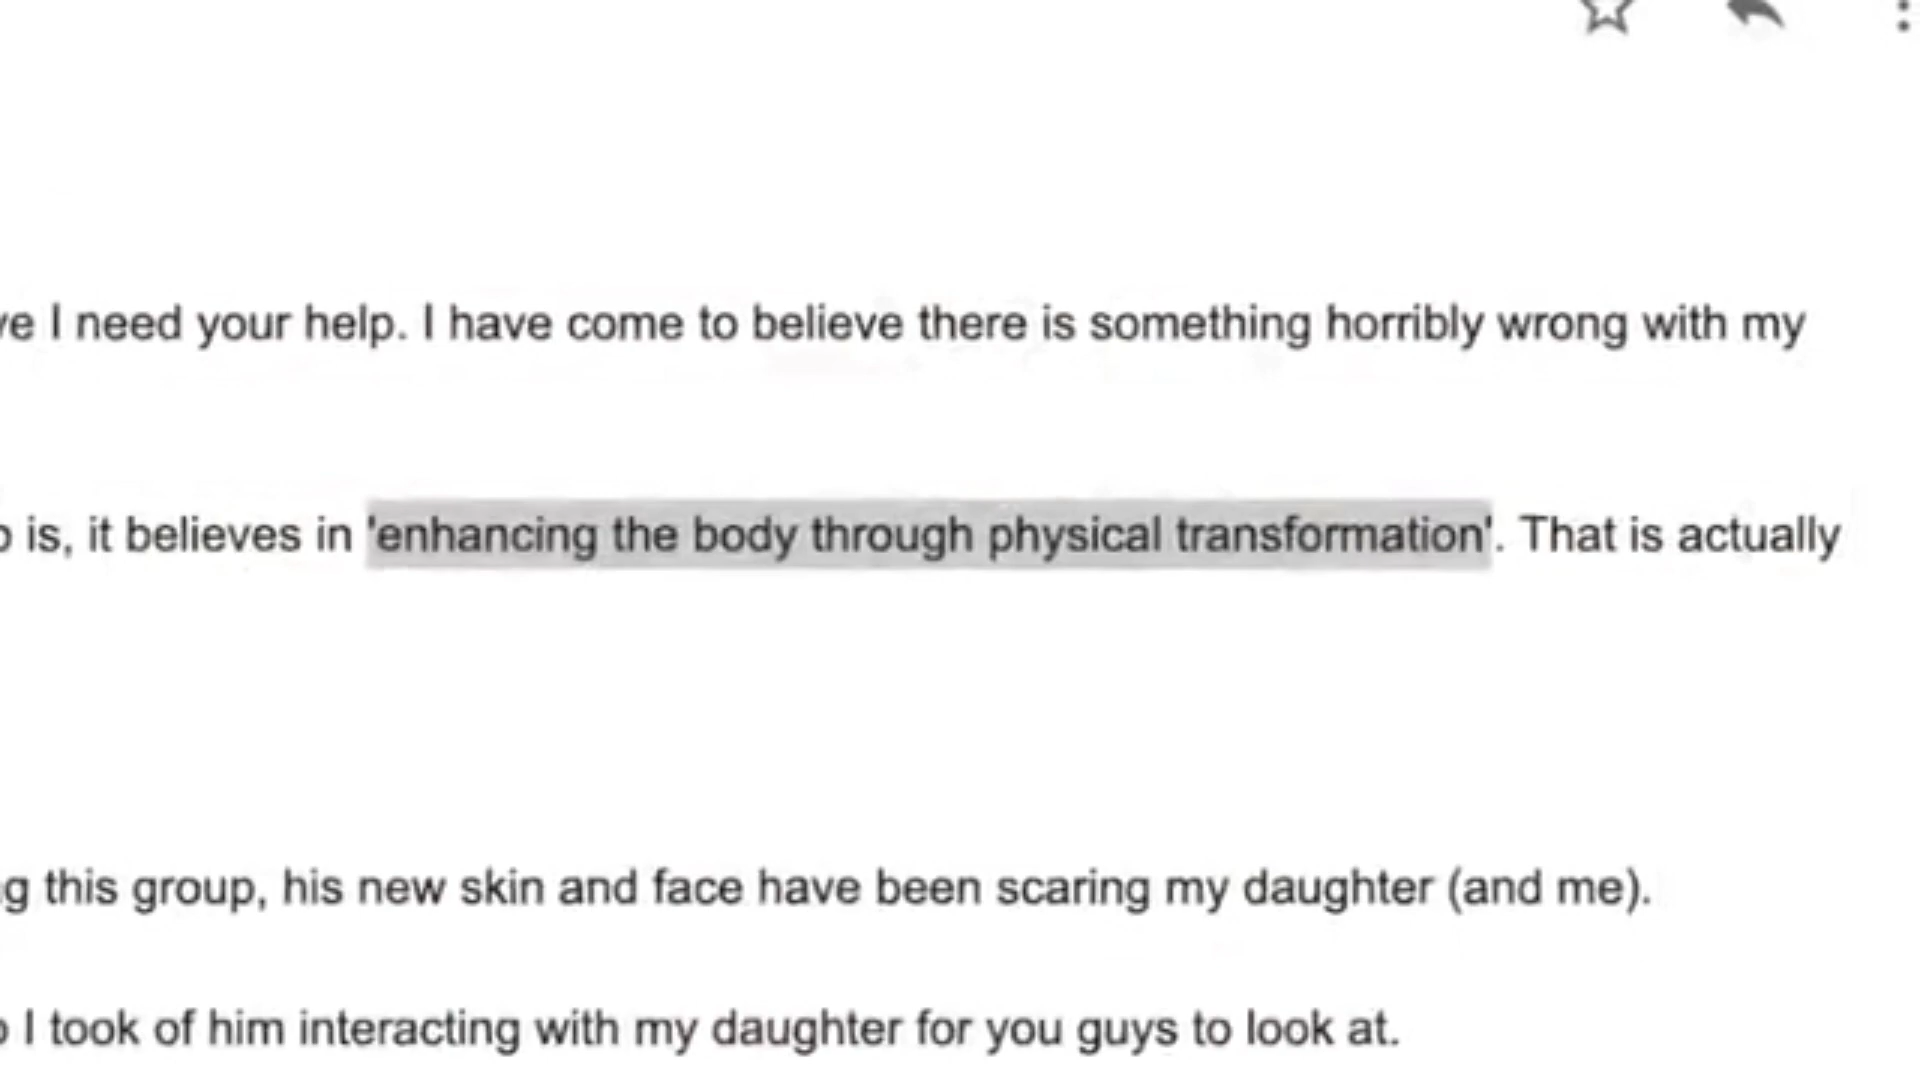 I need your help. I have come to believe there is something horribly wrong with my
is, it believes in 'enhancing the body through physical transformation'. That is actually
this group, his new skin and face have been scaring my daughter (and me).
I took of him interacting with my daughter for you guys to look at.